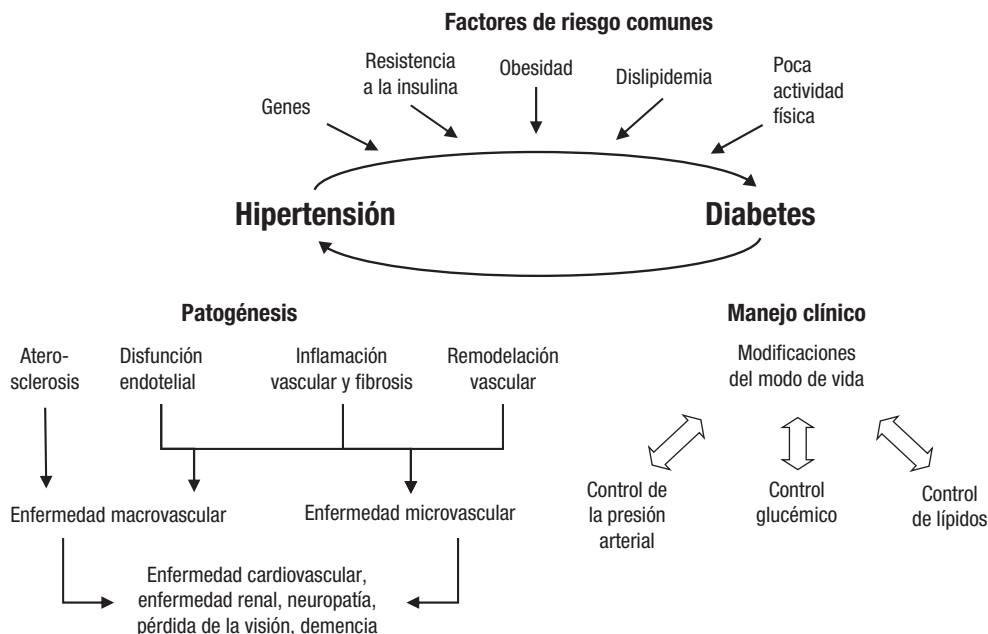 Factores de riesgo comunes
Genes
Resistencia
a la insulina
Obesidad
Dislipidemia
Poca
actividad
física
Hipertensión
Diabetes
Patogénesis
Atero-
sclerosis
Disfunción
endotelial
Inflamación
vascular y fibrosis
Remodelación
vascular
Enfermedad macrovascular
Enfermedad microvascular
Enfermedad cardiovascular,
enfermedad renal, neuropatía,
pérdida de la visión, demencia
Manejo clínico
Modificaciones
del modo de vida
Control de
la presión
arterial
Control
glucémico
Control
de lípidos